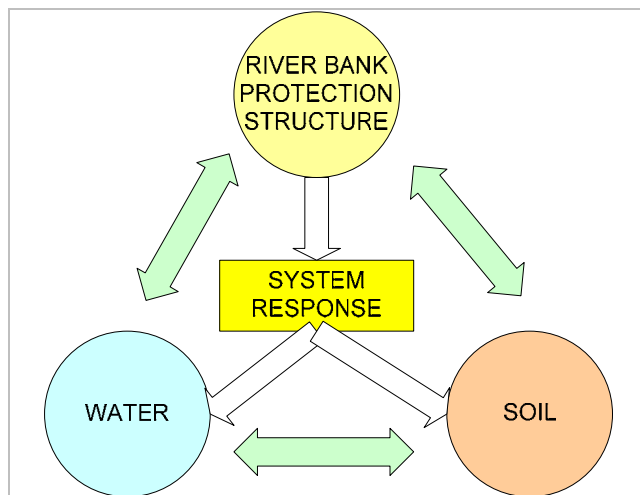 RIVER BANK
PROTECTION
STRUCTURE
SYSTEM
RESPONSE
WATER
SOIL